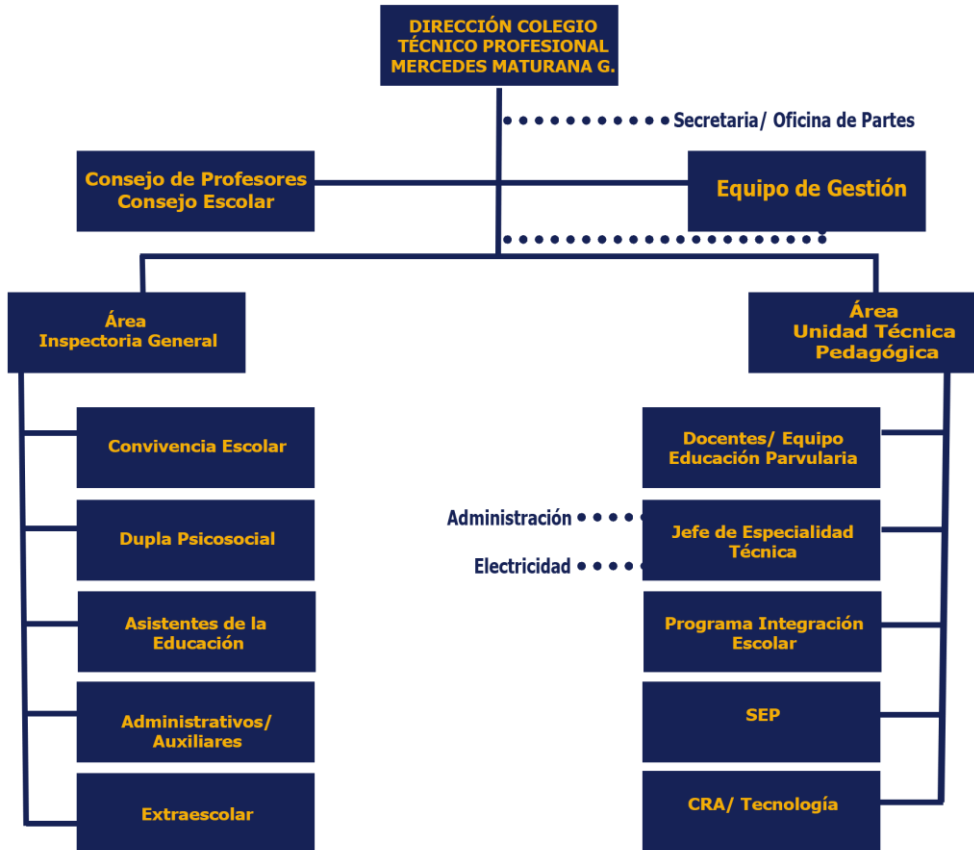 DIRECCIÓN COLEGIO
TÉCNICO PROFESIONAL
MERCEDES MATURANA G.
Secretaria/ Oficina de Partes
Consejo de Profesores
Consejo Escolar
Equipo de Gestión
Área
Inspectoria General
Área
Unidad Técnica
Pedagógica
Convivencia Escolar
Dupla Psicosocial
Asistentes de la
Educación
Administrativos/
Auxiliares
Extraescolar
Docentes/ Equipo
Educación Parvularia
Administración
Electricidad
Jefe de Especialidad
Técnica
Programa Integración
Escolar
SEP
CRA/ Tecnología